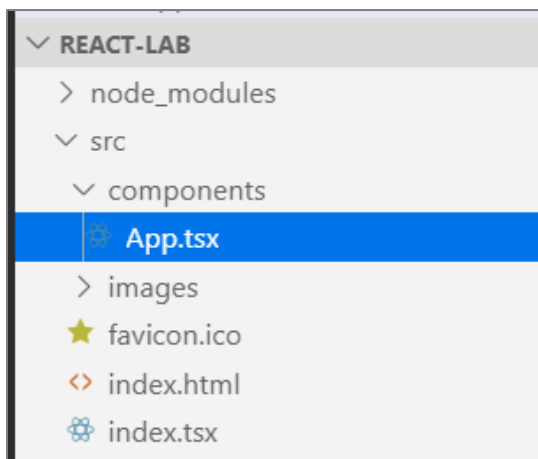 REACT-LAB
node_modules
src
components
App.tsx
images
favicon.ico
index.html
index.tsx